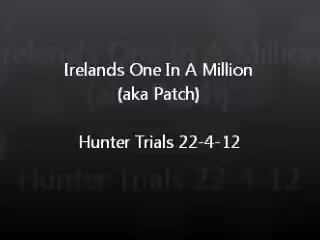 Irelands One In A Million
(aka Patch)
Hunter Trials 22-4-12